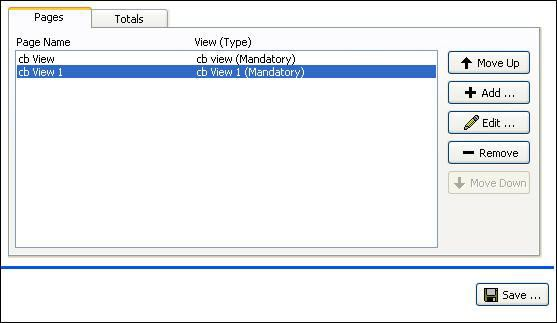 Pages Totals
Page Name View (Type)
cb View cb view (Mandatory)
cb View 1 cb View 1 (Mandatory)
Move Up
Add ...
Edit ...
Remove
Move Down
Save ...